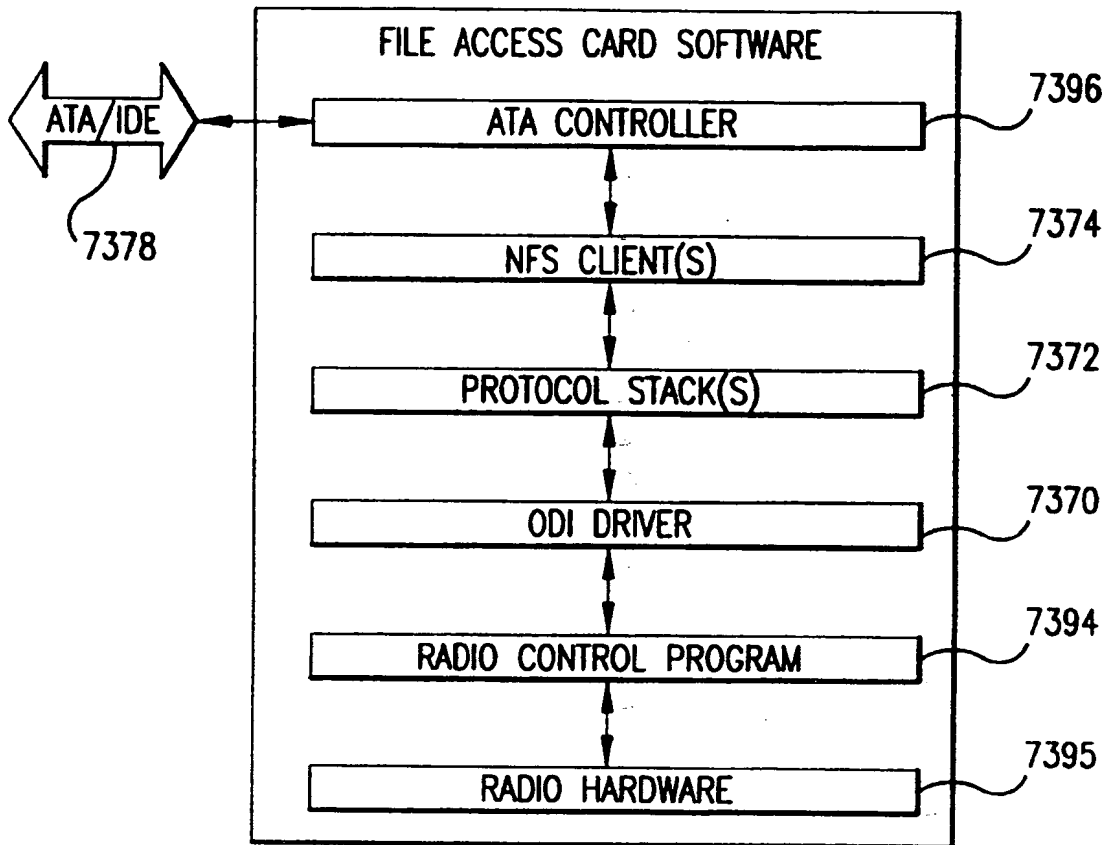 FILE ACCESS CARD SOFTWARE
ATA/IDE
7378
ATA CONTROLLER
7396
NFS CLIENT(S)
7374
PROTOCOL STACK(S)
7372
ODI DRIVER
7370
RADIO CONTROL PROGRAM
7394
RADIO HARDWARE
7395